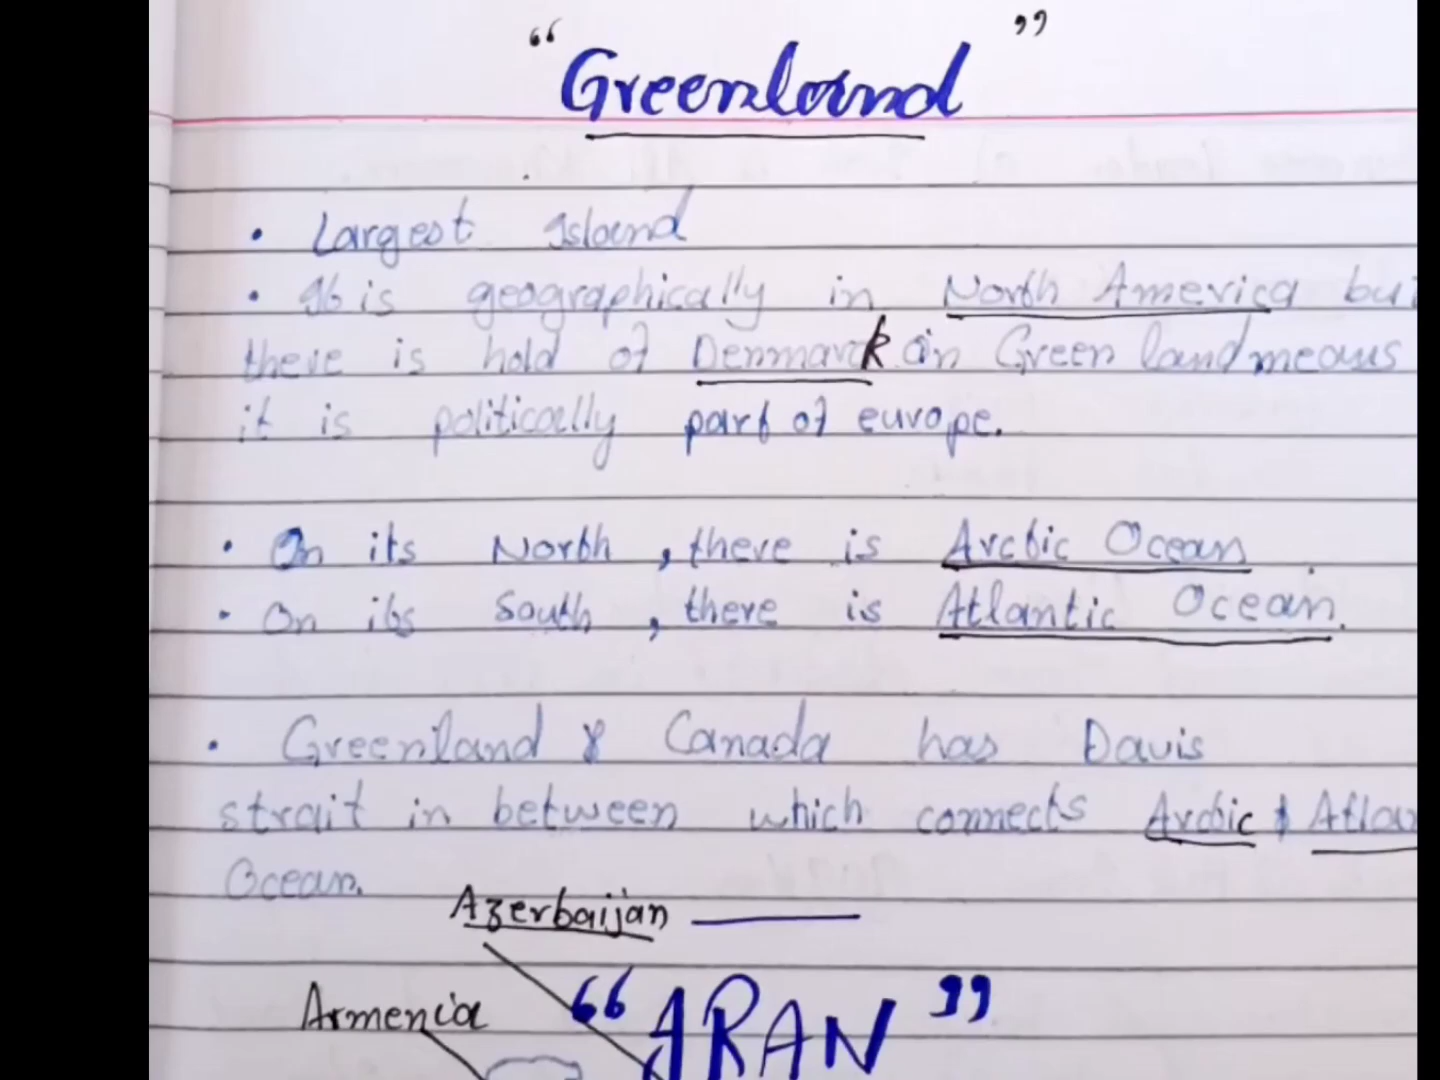 "Greenland"
• Largest Island
• It is geographically in North America but
there is hold of Denmark in Greenland means
it is politically part of europe.
• On its North, there is Arctic Ocean
• On its South, there is Atlantic Ocean.
• Greenland & Canada has Davis
strait in between which connects Arctic &
Ocean.
Azerbaijan
Armenia "IRAN"